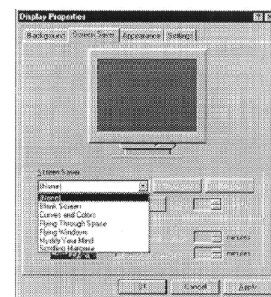 Display Properties
Background Screen Saver Appearance Settings
Screen Saver
(None)
(None)
Blank Screen
Curves and Colors
Flying Through Space
Flying Windows
Mystify Your Mind
Scrolling Marquee
minutes
minutes
OK Cancel Apply